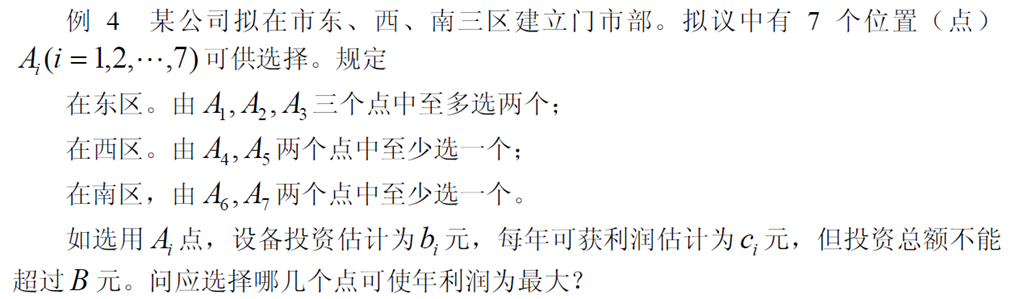 例 4 某公司拟在市东、西、南三区建立门市部。拟议中有 7 个位置（点）
A_i (i = 1,2,⋯,7) 可供选择。规定
在东区。由 A_1, A_2, A_3 三个点中至多选两个；
在西区。由 A_4, A_5 两个点中至少选一个；
在南区，由 A_6, A_7 两个点中至少选一个。
如选用 A_i 点，设备投资估计为 b_i 元，每年可获利润估计为 c_i 元，但投资总额不能
超过 B 元。问应选择哪几个点可使年利润为最大？